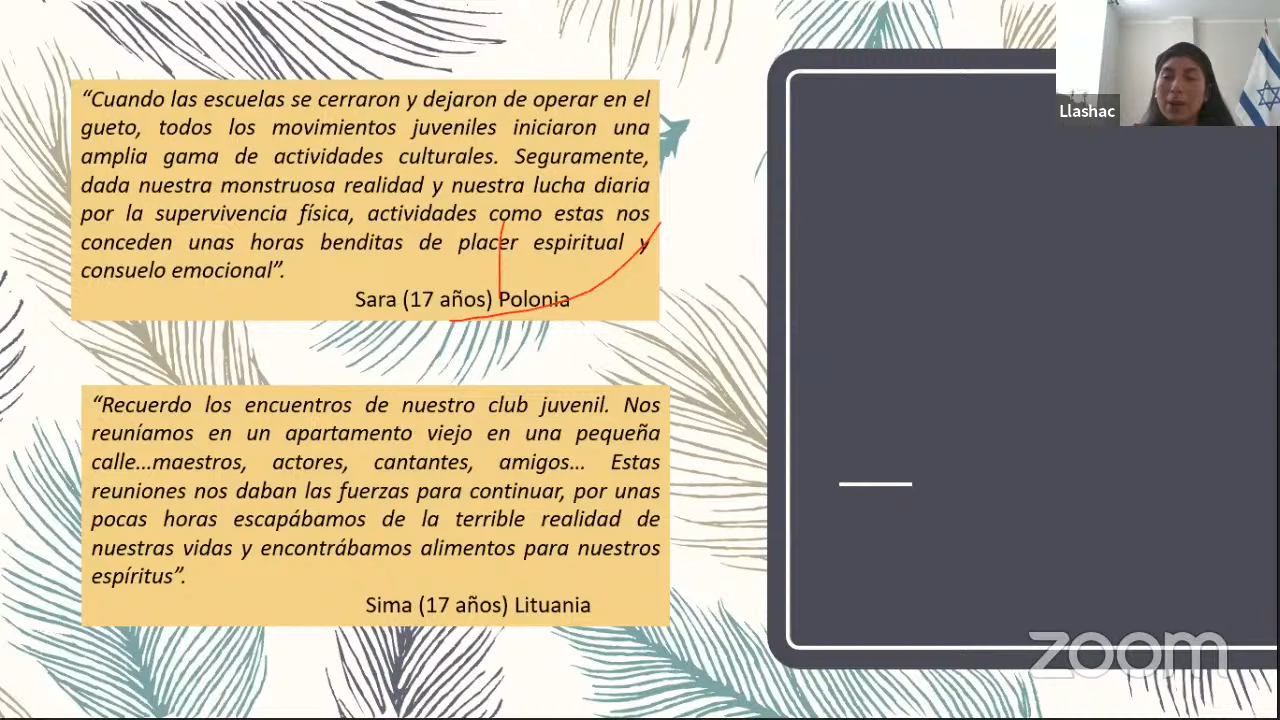 “Cuando las escuelas se cerraron y dejaron de operar en el
gueto, todos los movimientos juveniles iniciaron una
amplia gama de actividades culturales. Seguramente,
dada nuestra monstruosa realidad y nuestra lucha diaria
por la supervivencia física, actividades como estas nos
conceden unas horas benditas de placer espiritual y
consuelo emocional”.
Sara (17 años) Polonia
“Recuerdo los encuentros de nuestro club juvenil. Nos
reuníamos en un apartamento viejo en una pequeña
calle…maestros, actores, cantantes, amigos… Estas
reuniones nos daban las fuerzas para continuar, por unas
pocas horas escapábamos de la terrible realidad de
nuestras vidas y encontrábamos alimentos para nuestros
espíritus”.
Sima (17 años) Lituania
Llashac
zoom